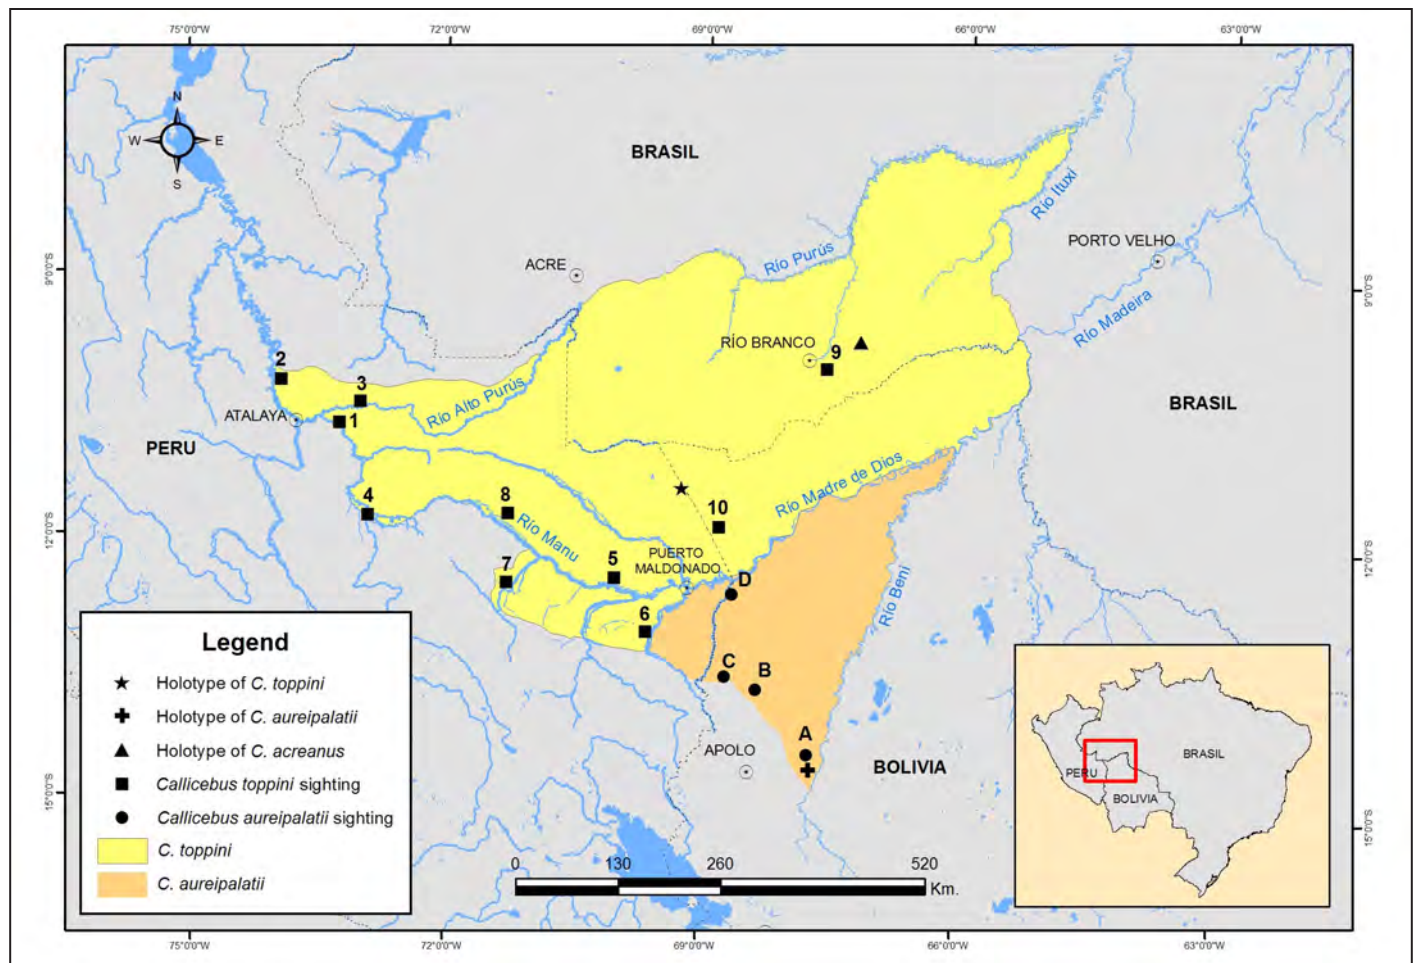 75°0'0"W
72°0'0"W
69°0'0"W
66°0'0"W
63°0'0"W
N
W
E
S
BRASIL
Río Ituxi
PORTO VELHO
Río Purús
ACRE
9°0'0"S
9°0'0"S
Río Madeira
RÍO BRANCO
9
2
3
Río Alto Purús
ATALAYA
1
BRASIL
PERU
Río Madre de Dios
4
8
10
Río Manu
12°0'0"S
12°0'0"S
PUERTO
MALDONADO
5
7
D
Río Beni
6
C
B
A
APOLO
BOLIVIA
15°0'0"S
15°0'0"S
Legend
Holotype of C. toppini
Holotype of C. aureipalatii
Holotype of C. acreanus
Callicebus toppini sighting
Callicebus aureipalatii sighting
C. toppini
C. aureipalatii
0
130
260
520
Km.
BRASIL
PERU
BOLIVIA
75°0'0"W
72°0'0"W
69°0'0"W
66°0'0"W
63°0'0"W